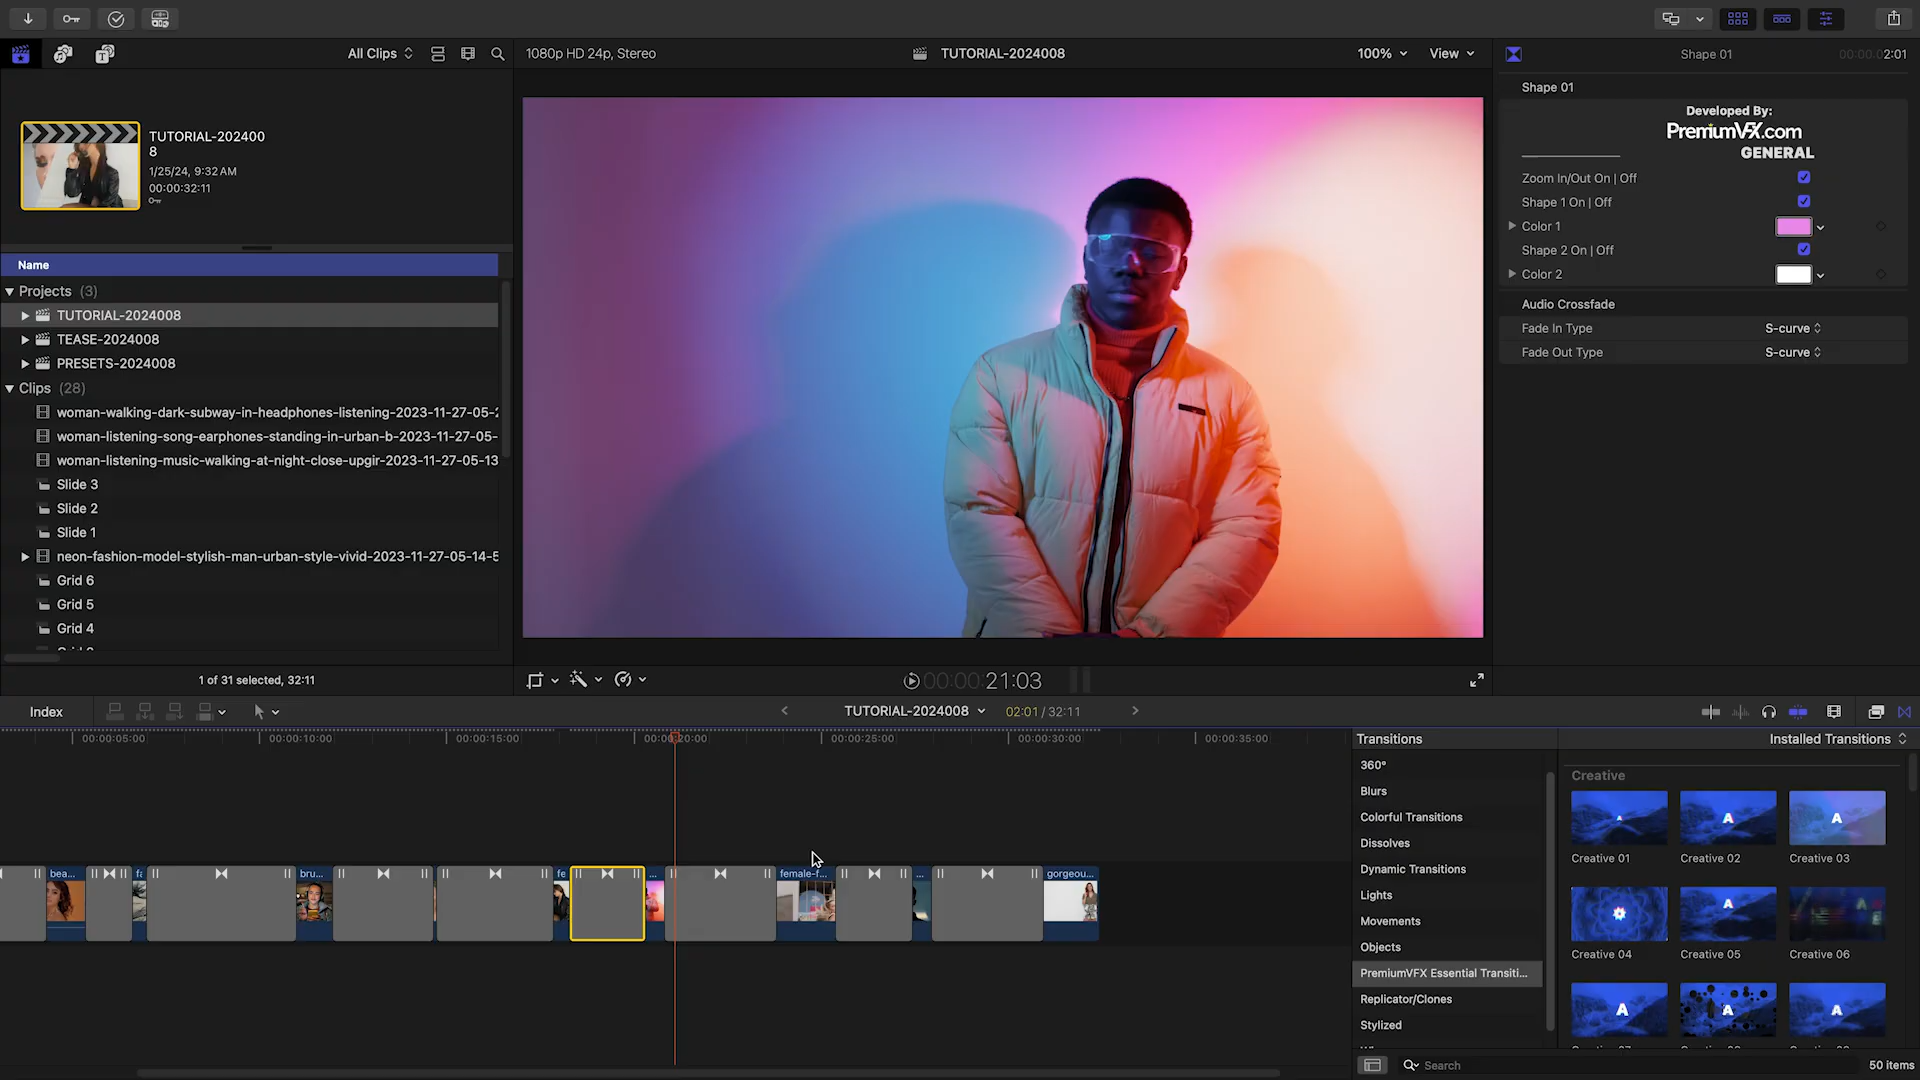 All Clips
1080p HD 24p, Stereo
TUTORIAL-2024008
100%
View
Shape 01
00:00:02:01
TUTORIAL-202400
8
1/25/24, 9:32 AM
00:00:32:11
Name
Projects (3)
TUTORIAL-2024008
TEASE-2024008
PRESETS-2024008
Clips (28)
woman-walking-dark-subway-in-headphones-listening-2023-11-27-05-2
woman-listening-song-earphones-standing-in-urban-b-2023-11-27-05-
woman-listening-music-walking-at-night-close-upgir-2023-11-27-05-13
Slide 3
Slide 2
Slide 1
neon-fashion-model-stylish-man-urban-style-vivid-2023-11-27-05-14-5
Grid 6
Grid 5
Grid 4
1 of 31 selected, 32:11
Shape 01
Developed By:
PremiumVFX.com
GENERAL
Zoom In/Out On | Off
Shape 1 On | Off
Color 1
Shape 2 On | Off
Color 2
Audio Crossfade
Fade In Type
S-curve
Fade Out Type
S-curve
00:00:21:03
Index
TUTORIAL-2024008
02:01 / 32:11
00:00:05:00
00:00:10:00
00:00:15:00
00:00:20:00
00:00:25:00
00:00:30:00
00:00:35:00
bea...
fa
bru...
fe
...
female-f...
...
gorgeou...
Transitions
Installed Transitions
360°
Blurs
Colorful Transitions
Dissolves
Dynamic Transitions
Lights
Movements
Objects
PremiumVFX Essential Transiti...
Replicator/Clones
Stylized
Creative
A
A
A
Creative 01
Creative 02
Creative 03
A
Creative 04
Creative 05
Creative 06
A
A
A
Search
50 items